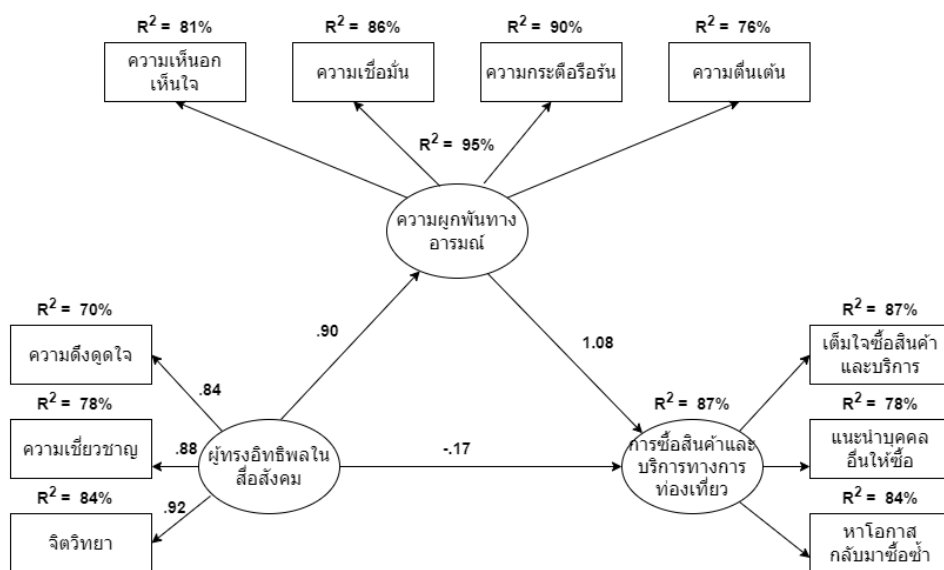 R2 = 81%
R2 = 86%
R2 = 90%
R2 = 76%
ความเห็นอก
เห็นใจ
ความเชื่อมั่น
ความกระตือรือร้น
ความตื่นเต้น
R2 = 95%
ความผูกพันทาง
อารมณ์
R2 = 70%
ความดึงดูดใจ
.90
1.08
R2 = 87%
เต็มใจซื้อสินค้า
และบริการ
.84
R2 = 78%
ความเชี่ยวชาญ
.88
ผู้ทรงอิทธิพลใน
สื่อสังคม
-.17
R2 = 87%
การซื้อสินค้าและ
บริการทางการ
ท่องเที่ยว
R2 = 78%
แนะนำบุคคล
อื่นให้ซื้อ
R2 = 84%
จิตวิทยา
.92
R2 = 84%
หาโอกาส
กลับมาซื้อซ้ำ